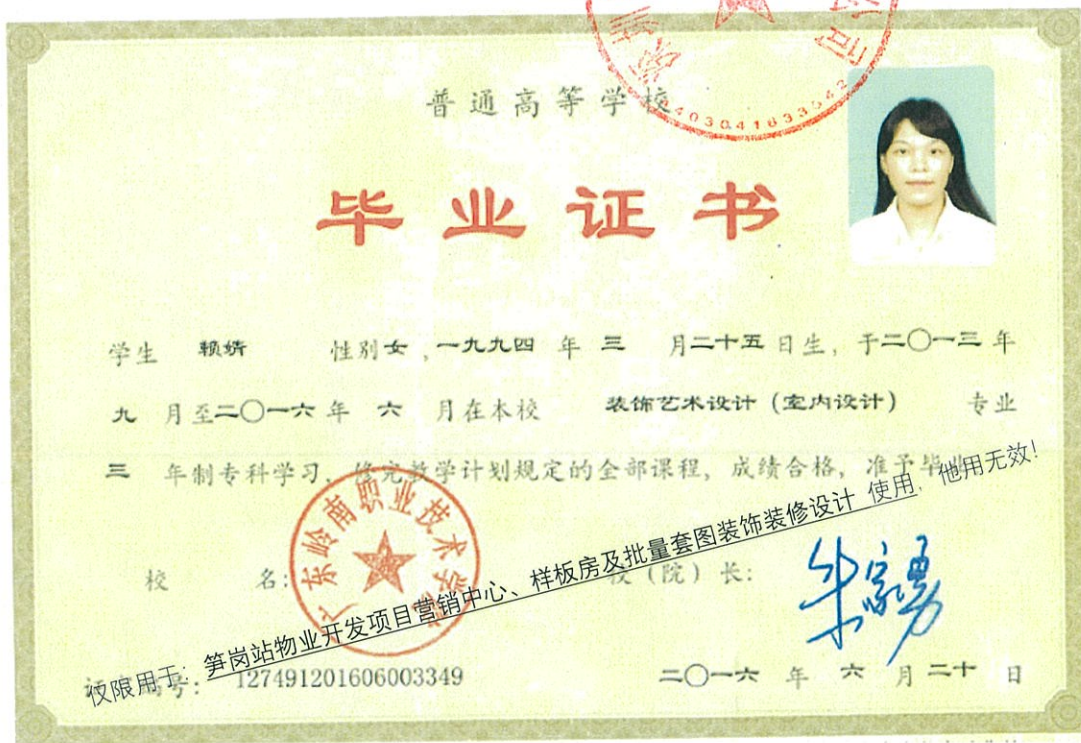 普通高等学校
403041833542
毕业证书
学生 赖婧 性别女，一九九四 年 三 月二十五日生，于二〇一三年
九 月至二〇一六年 六 月在本校 装饰艺术设计（室内设计） 专业
三 年制专科学习，修完教学计划规定的全部课程，成绩合格，准予毕业
广东岭南职业技术学院
校 名： 校（院）长：
仅限用于：笋岗站物业开发项目营销中心、样板房及批量套图装饰装修设计 使用，他用无效！
编号：127491201606003349 二〇一六 年 六 月二十 日